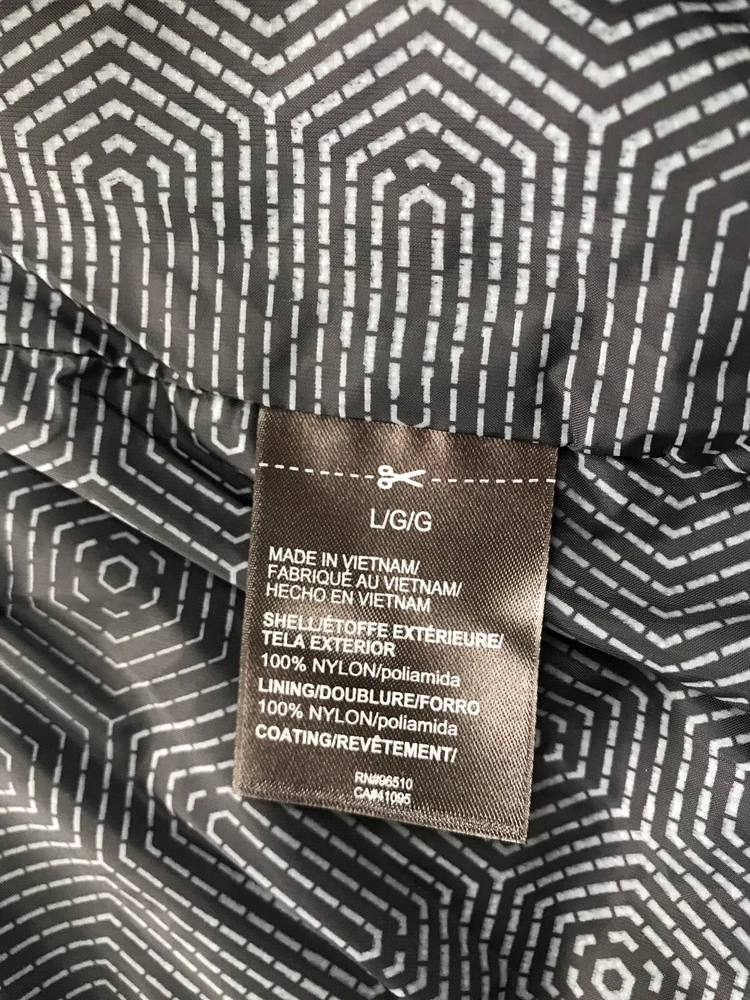 L/G/G
MADE IN VIETNAM/
FABRIQUÉ AU VIETNAM/
HECHO EN VIETNAM
SHELL/ÉTOFFE EXTÉRIEURE/
TELA EXTERIOR
100% NYLON/poliamida
LINING/DOUBLURE/FORRO
100% NYLON/poliamida
COATING/REVÊTEMENT/
RN#96510
CA#41095